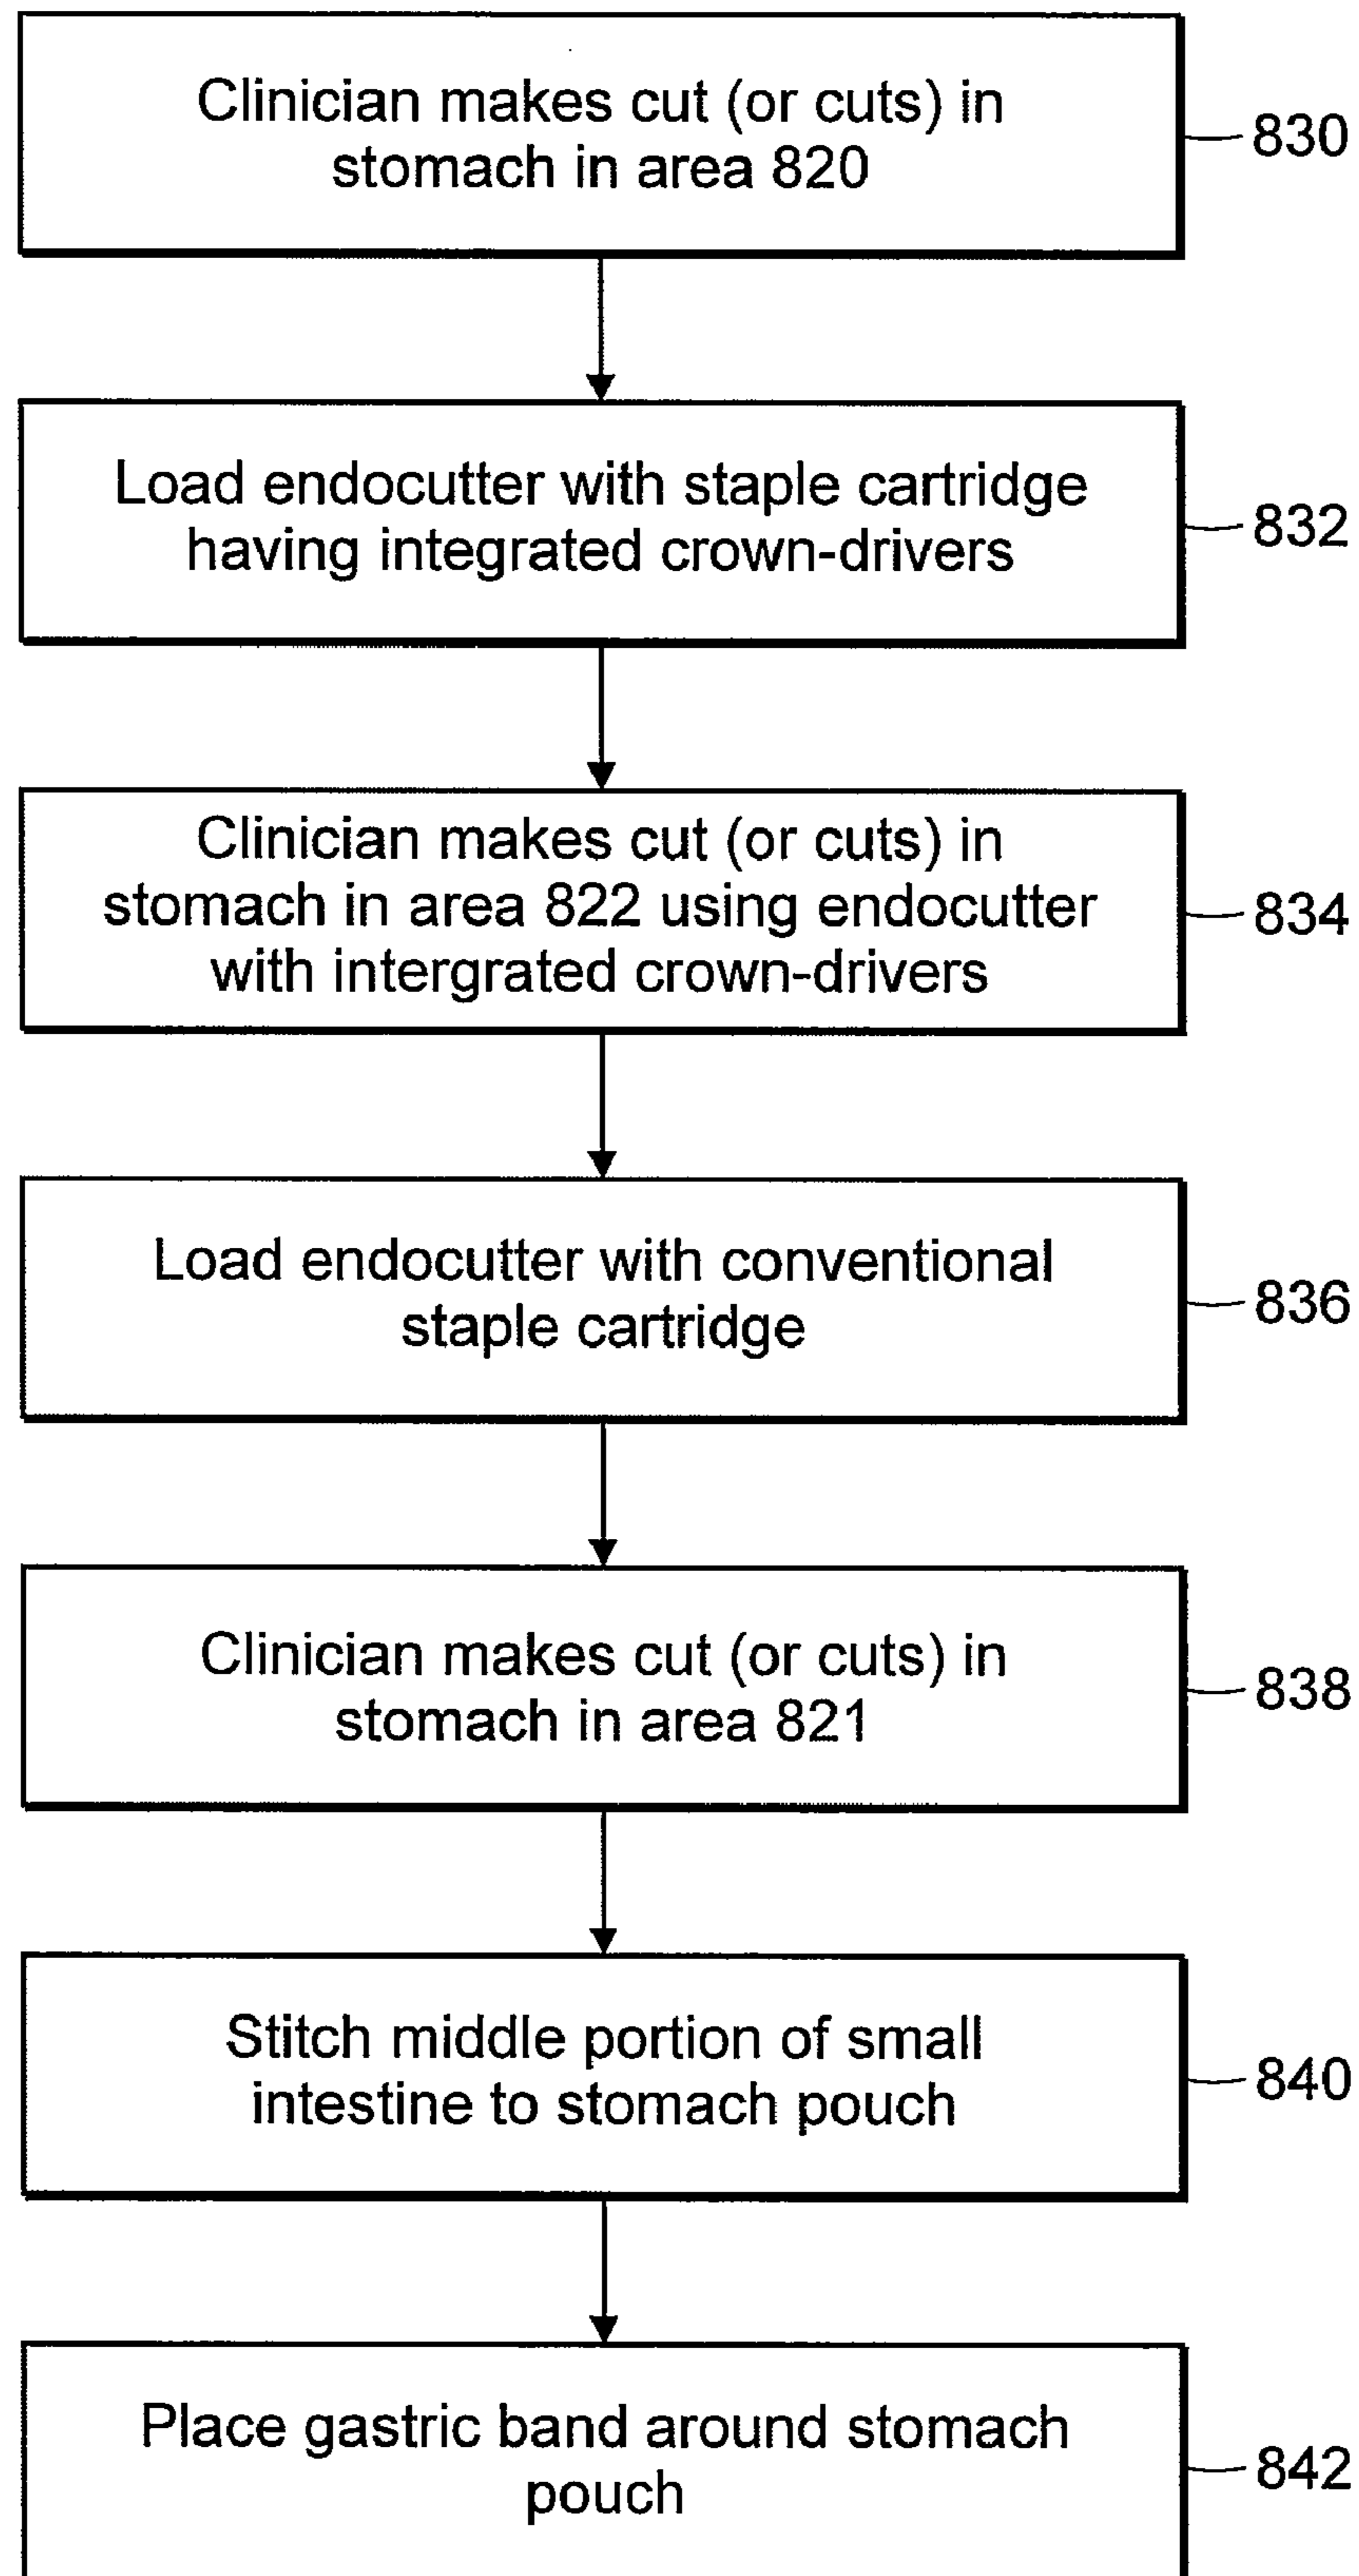 Clinician makes cut (or cuts) in
stomach in area 820
830
Load endocutter with staple cartridge
having integrated crown-drivers
832
Clinician makes cut (or cuts) in
stomach in area 822 using endocutter
with intergrated crown-drivers
834
Load endocutter with conventional
staple cartridge
836
Clinician makes cut (or cuts) in
stomach in area 821
838
Stitch middle portion of small
intestine to stomach pouch
840
Place gastric band around stomach
pouch
842